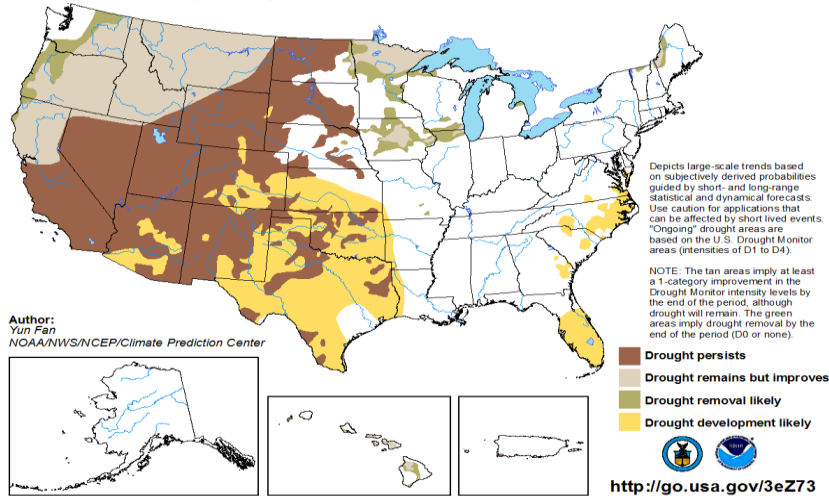 Depicts large-scale trends based
on subjectively derived probabilities
guided by short- and long-range
statistical and dynamical forecasts.
Use caution for applications that
can be affected by short lived events.
"Ongoing" drought areas are
based on the U.S. Drought Monitor
areas (intensities of D1 to D4).
NOTE: The tan areas imply at least
a 1-category improvement in the
Drought Monitor intensity levels by
the end of the period, although
drought will remain. The green
areas imply drought removal by the
end of the period (D0 or none).
Author:
Yun Fan
NOAA/NWS/NCEP/Climate Prediction Center
Drought persists
Drought remains but improves
Drought removal likely
Drought development likely
http://go.usa.gov/3eZ73